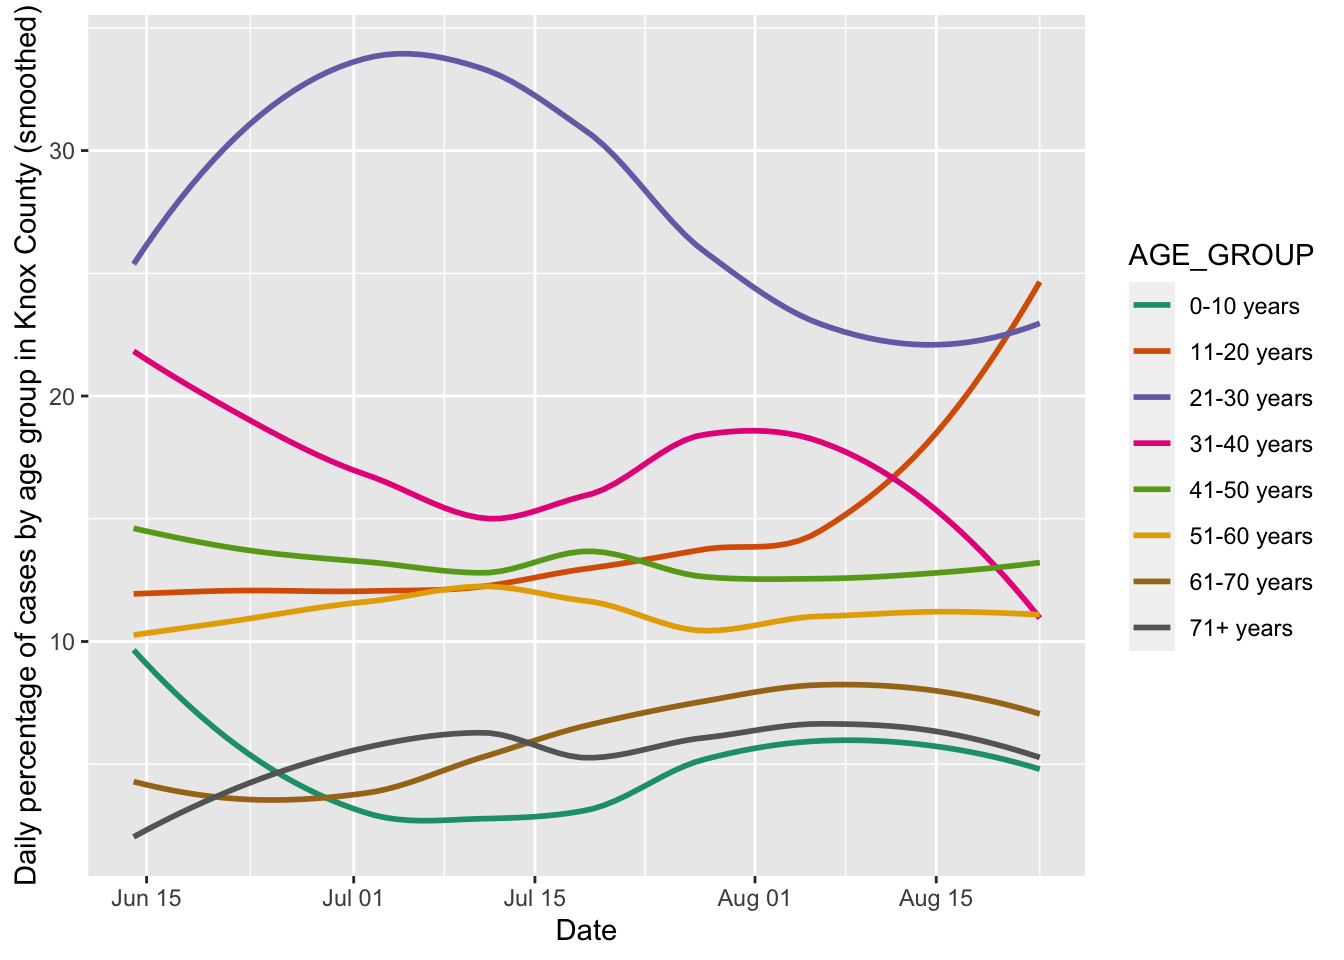 Daily percentage of cases by age group in Knox County (smoothed)
30
20
10
Jun 15
Jul 01
Jul 15
Aug 01
Aug 15
Date
AGE_GROUP
0-10 years
11-20 years
21-30 years
31-40 years
41-50 years
51-60 years
61-70 years
71+ years